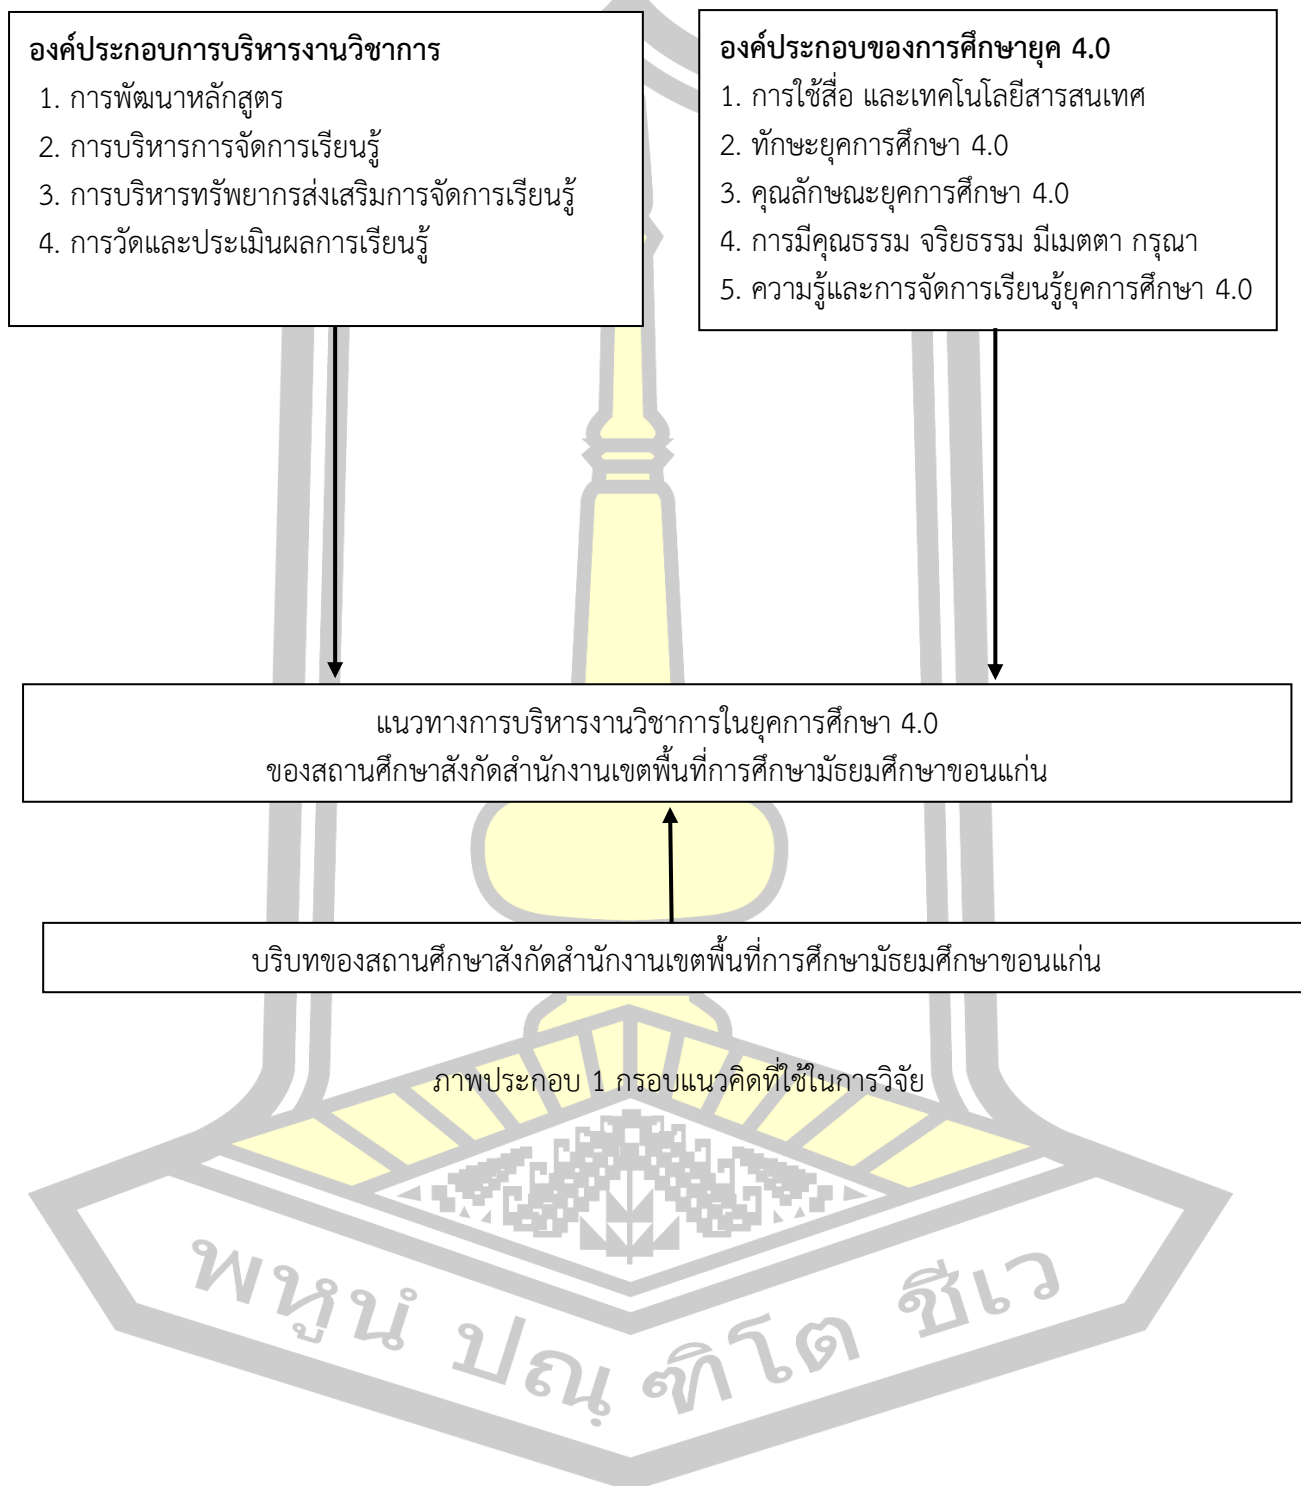 องค์ประกอบการบริหารงานวิชาการ
1. การพัฒนาหลักสูตร
2. การบริหารการจัดการเรียนรู้
3. การบริหารทรัพยากรส่งเสริมการจัดการเรียนรู้
4. การวัดและประเมินผลการเรียนรู้
องค์ประกอบของการศึกษายุค 4.0
1. การใช้สื่อ และเทคโนโลยีสารสนเทศ
2. ทักษะยุคการศึกษา 4.0
3. คุณลักษณะยุคการศึกษา 4.0
4. การมีคุณธรรม จริยธรรม มีเมตตา กรุณา
5. ความรู้และการจัดการเรียนรู้ยุคการศึกษา 4.0
แนวทางการบริหารงานวิชาการในยุคการศึกษา 4.0
ของสถานศึกษาสังกัดสำนักงานเขตพื้นที่การศึกษามัธยมศึกษาขอนแก่น
บริบทของสถานศึกษาสังกัดสำนักงานเขตพื้นที่การศึกษามัธยมศึกษาขอนแก่น
ภาพประกอบ 1 กรอบแนวคิดที่ใช้ในการวิจัย
พหูนํ ปณฺฑิโต ชีเว